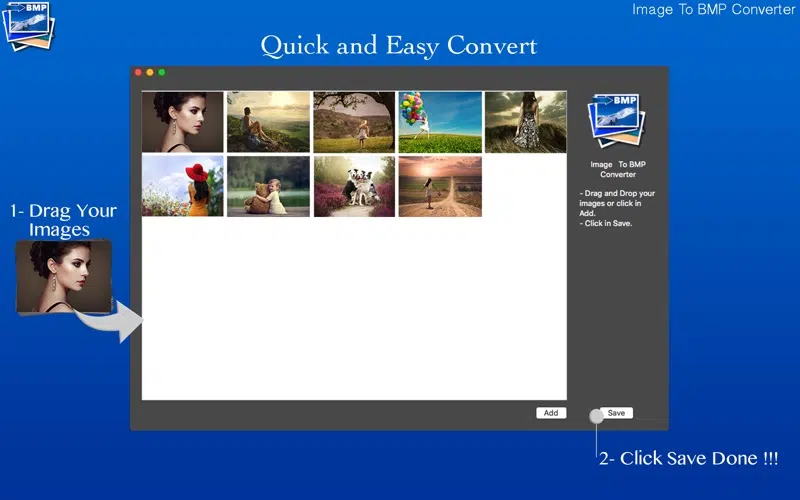 BMP
Image To BMP Converter
Quick and Easy Convert
BMP
Image To BMP
Converter
- Drag and Drop your
images or click in
Add.
- Click in Save.
1- Drag Your
Images
Add
Save
2- Click Save Done !!!